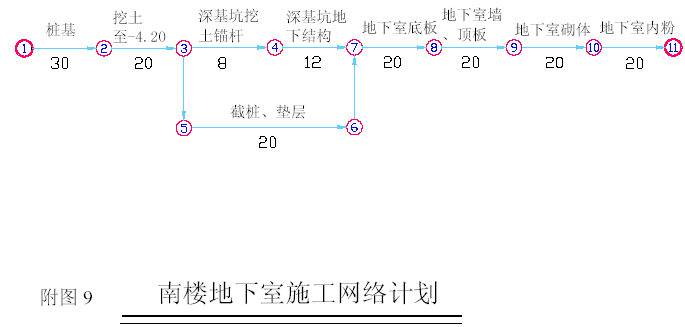 桩基
挖土
至-4.20
深基坑挖
土锚杆
深基坑地
下结构
地下室底板
地下室墙
、顶板
地下室砌体
地下室内粉
1 2 3 4 7 8 9 10 11
30 20 8 12 20 20 20 20
截桩、垫层
5 6
20
附图9 南楼地下室施工网络计划